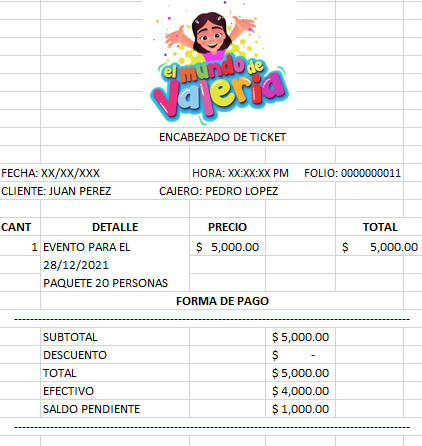 el mundo de
Valeria
ENCABEZADO DE TICKET
FECHA: XX/XX/XXX HORA: XX:XX:XX PM FOLIO: 0000000011
CLIENTE: JUAN PEREZ CAJERO: PEDRO LOPEZ
CANT DETALLE PRECIO TOTAL
1 EVENTO PARA EL $ 5,000.00 $ 5,000.00
28/12/2021
PAQUETE 20 PERSONAS
FORMA DE PAGO
SUBTOTAL $ 5,000.00
DESCUENTO $ -
TOTAL $ 5,000.00
EFECTIVO $ 4,000.00
SALDO PENDIENTE $ 1,000.00